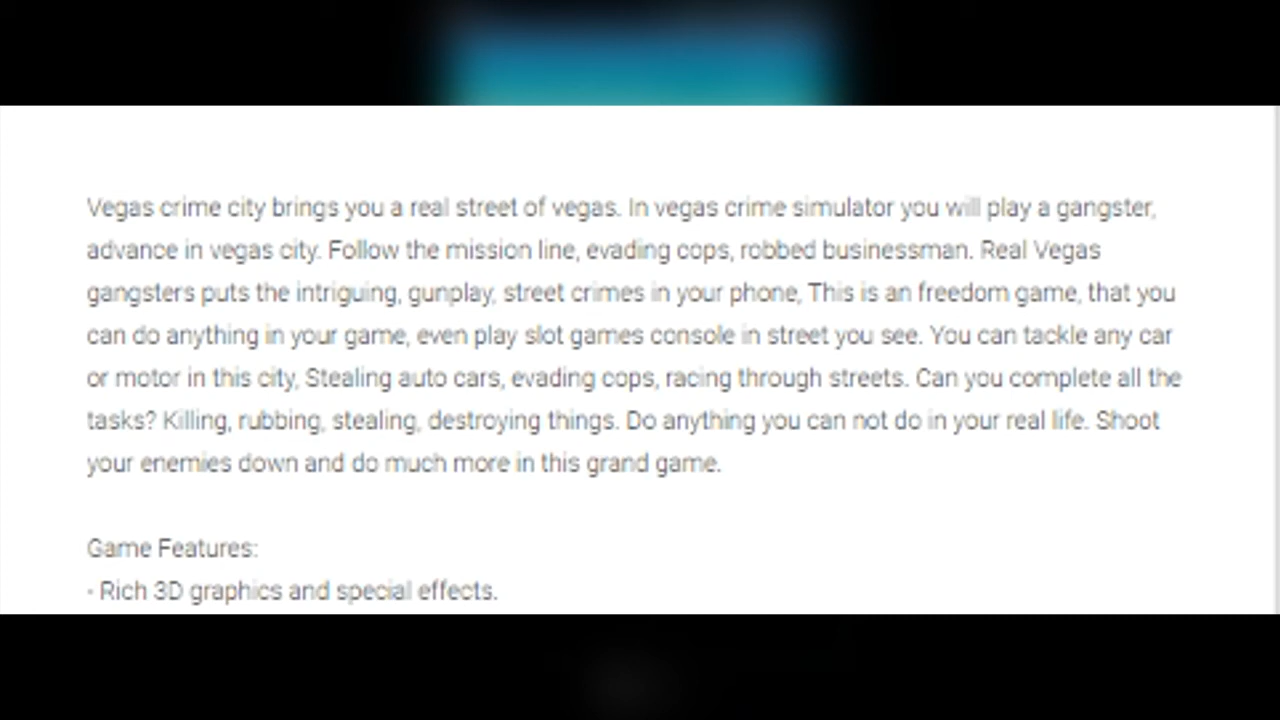 Vegas crime city brings you a real street of vegas. In vegas crime simulator you will play a gangster,
advance in vegas city. Follow the mission line, evading cops, robbed businessman. Real Vegas
gangsters puts the intriguing, gunplay, street crimes in your phone, This is an freedom game, that you
can do anything in your game, even play slot games console in street you see. You can tackle any car
or motor in this city, Stealing auto cars, evading cops, racing through streets. Can you complete all the
tasks? Killing, rubbing, stealing, destroying things. Do anything you can not do in your real life. Shoot
your enemies down and do much more in this grand game.
Game Features:
- Rich 3D graphics and special effects.